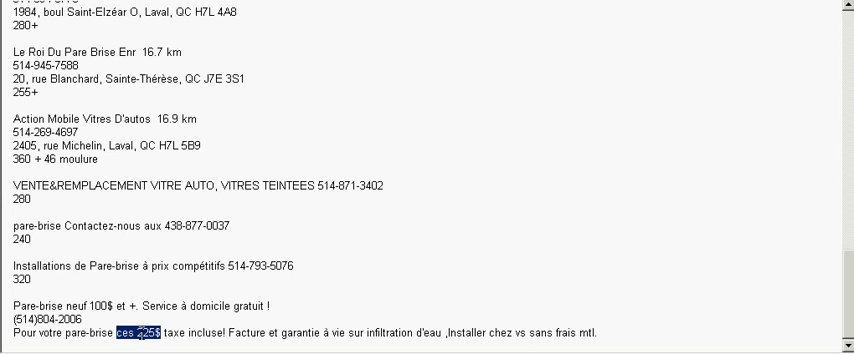 1984, boul Saint-Elzéar O, Laval, QC H7L 4A8
280+
Le Roi Du Pare Brise Enr 16.7 km
514-945-7588
20, rue Blanchard, Sainte-Thérèse, QC J7E 3S1
255+
Action Mobile Vitres D'autos 16.9 km
514-269-4697
2405, rue Michelin, Laval, QC H7L 5B9
360 + 46 moulure
VENTE&REMPLACEMENT VITRE AUTO, VITRES TEINTEES 514-871-3402
280
pare-brise Contactez-nous aux 438-877-0037
240
Installations de Pare-brise à prix compétitifs 514-793-5076
320
Pare-brise neuf 100$ et +. Service à domicile gratuit !
(514)804-2006
Pour votre pare-brise ces 225$ taxe incluse! Facture et garantie à vie sur infiltration d'eau ,Installer chez vs sans frais mtl.